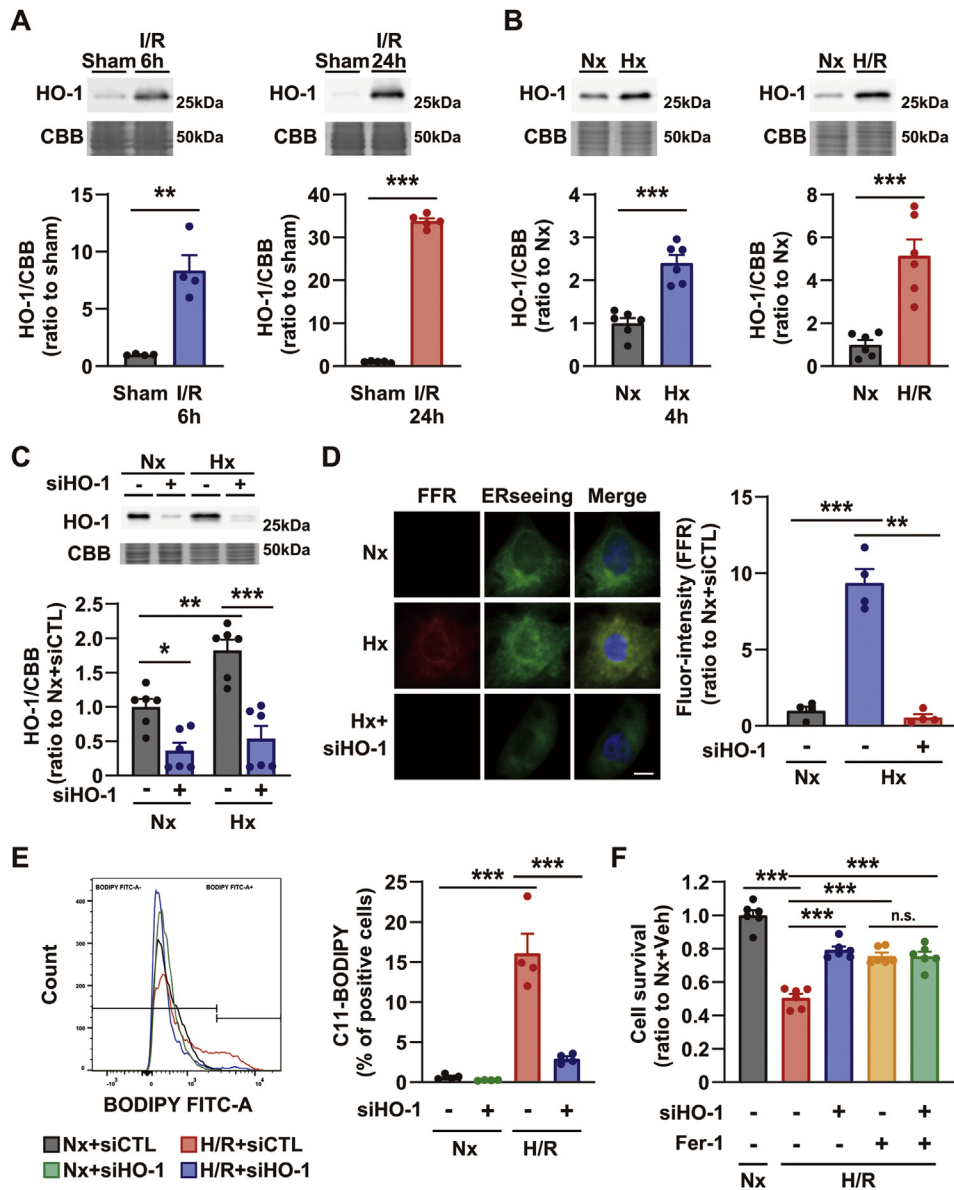 A
Sham I/R 6h
HO-1
25kDa
CBB
50kDa
**
HO-1/CBB
(ratio to sham)
15
10
5
0
Sham I/R
6h
Sham I/R 24h
HO-1
25kDa
CBB
50kDa
***
HO-1/CBB
(ratio to sham)
40
30
20
10
0
Sham I/R
24h
B
Nx Hx
HO-1
25kDa
CBB
50kDa
***
HO-1/CBB
(ratio to Nx)
4
3
2
1
0
Nx Hx
4h
Nx H/R
HO-1
25kDa
CBB
50kDa
***
HO-1/CBB
(ratio to Nx)
8
6
4
2
0
Nx H/R
C
Nx Hx
siHO-1 - + - +
HO-1
25kDa
CBB
50kDa
** ***
*
HO-1/CBB
(ratio to Nx+siCTL)
2.5
2.0
1.5
1.0
0.5
0
siHO-1 - + - +
Nx Hx
D
FFR ERseeing Merge
Nx
Hx
Hx+
siHO-1
*** **
Fluor-intensity (FFR)
(ratio to Nx+siCTL)
15
10
5
0
siHO-1 - - +
Nx Hx
E
BODIPY FITC-A- BODIPY FITC-A+
Count
400
300
200
100
0
-10³ 0 10³ 10⁴
BODIPY FITC-A
Nx+siCTL H/R+siCTL
Nx+siHO-1 H/R+siHO-1
*** ***
C11-BODIPY
(% of positive cells)
25
20
15
10
5
0
siHO-1 - + - +
Nx H/R
F
*** ***
***
*** n.s.
Cell survival
(ratio to Nx+Veh)
1.2
1.0
0.8
0.6
0.4
0.2
0
siHO-1 - - + - +
Fer-1 - - - + +
Nx H/R